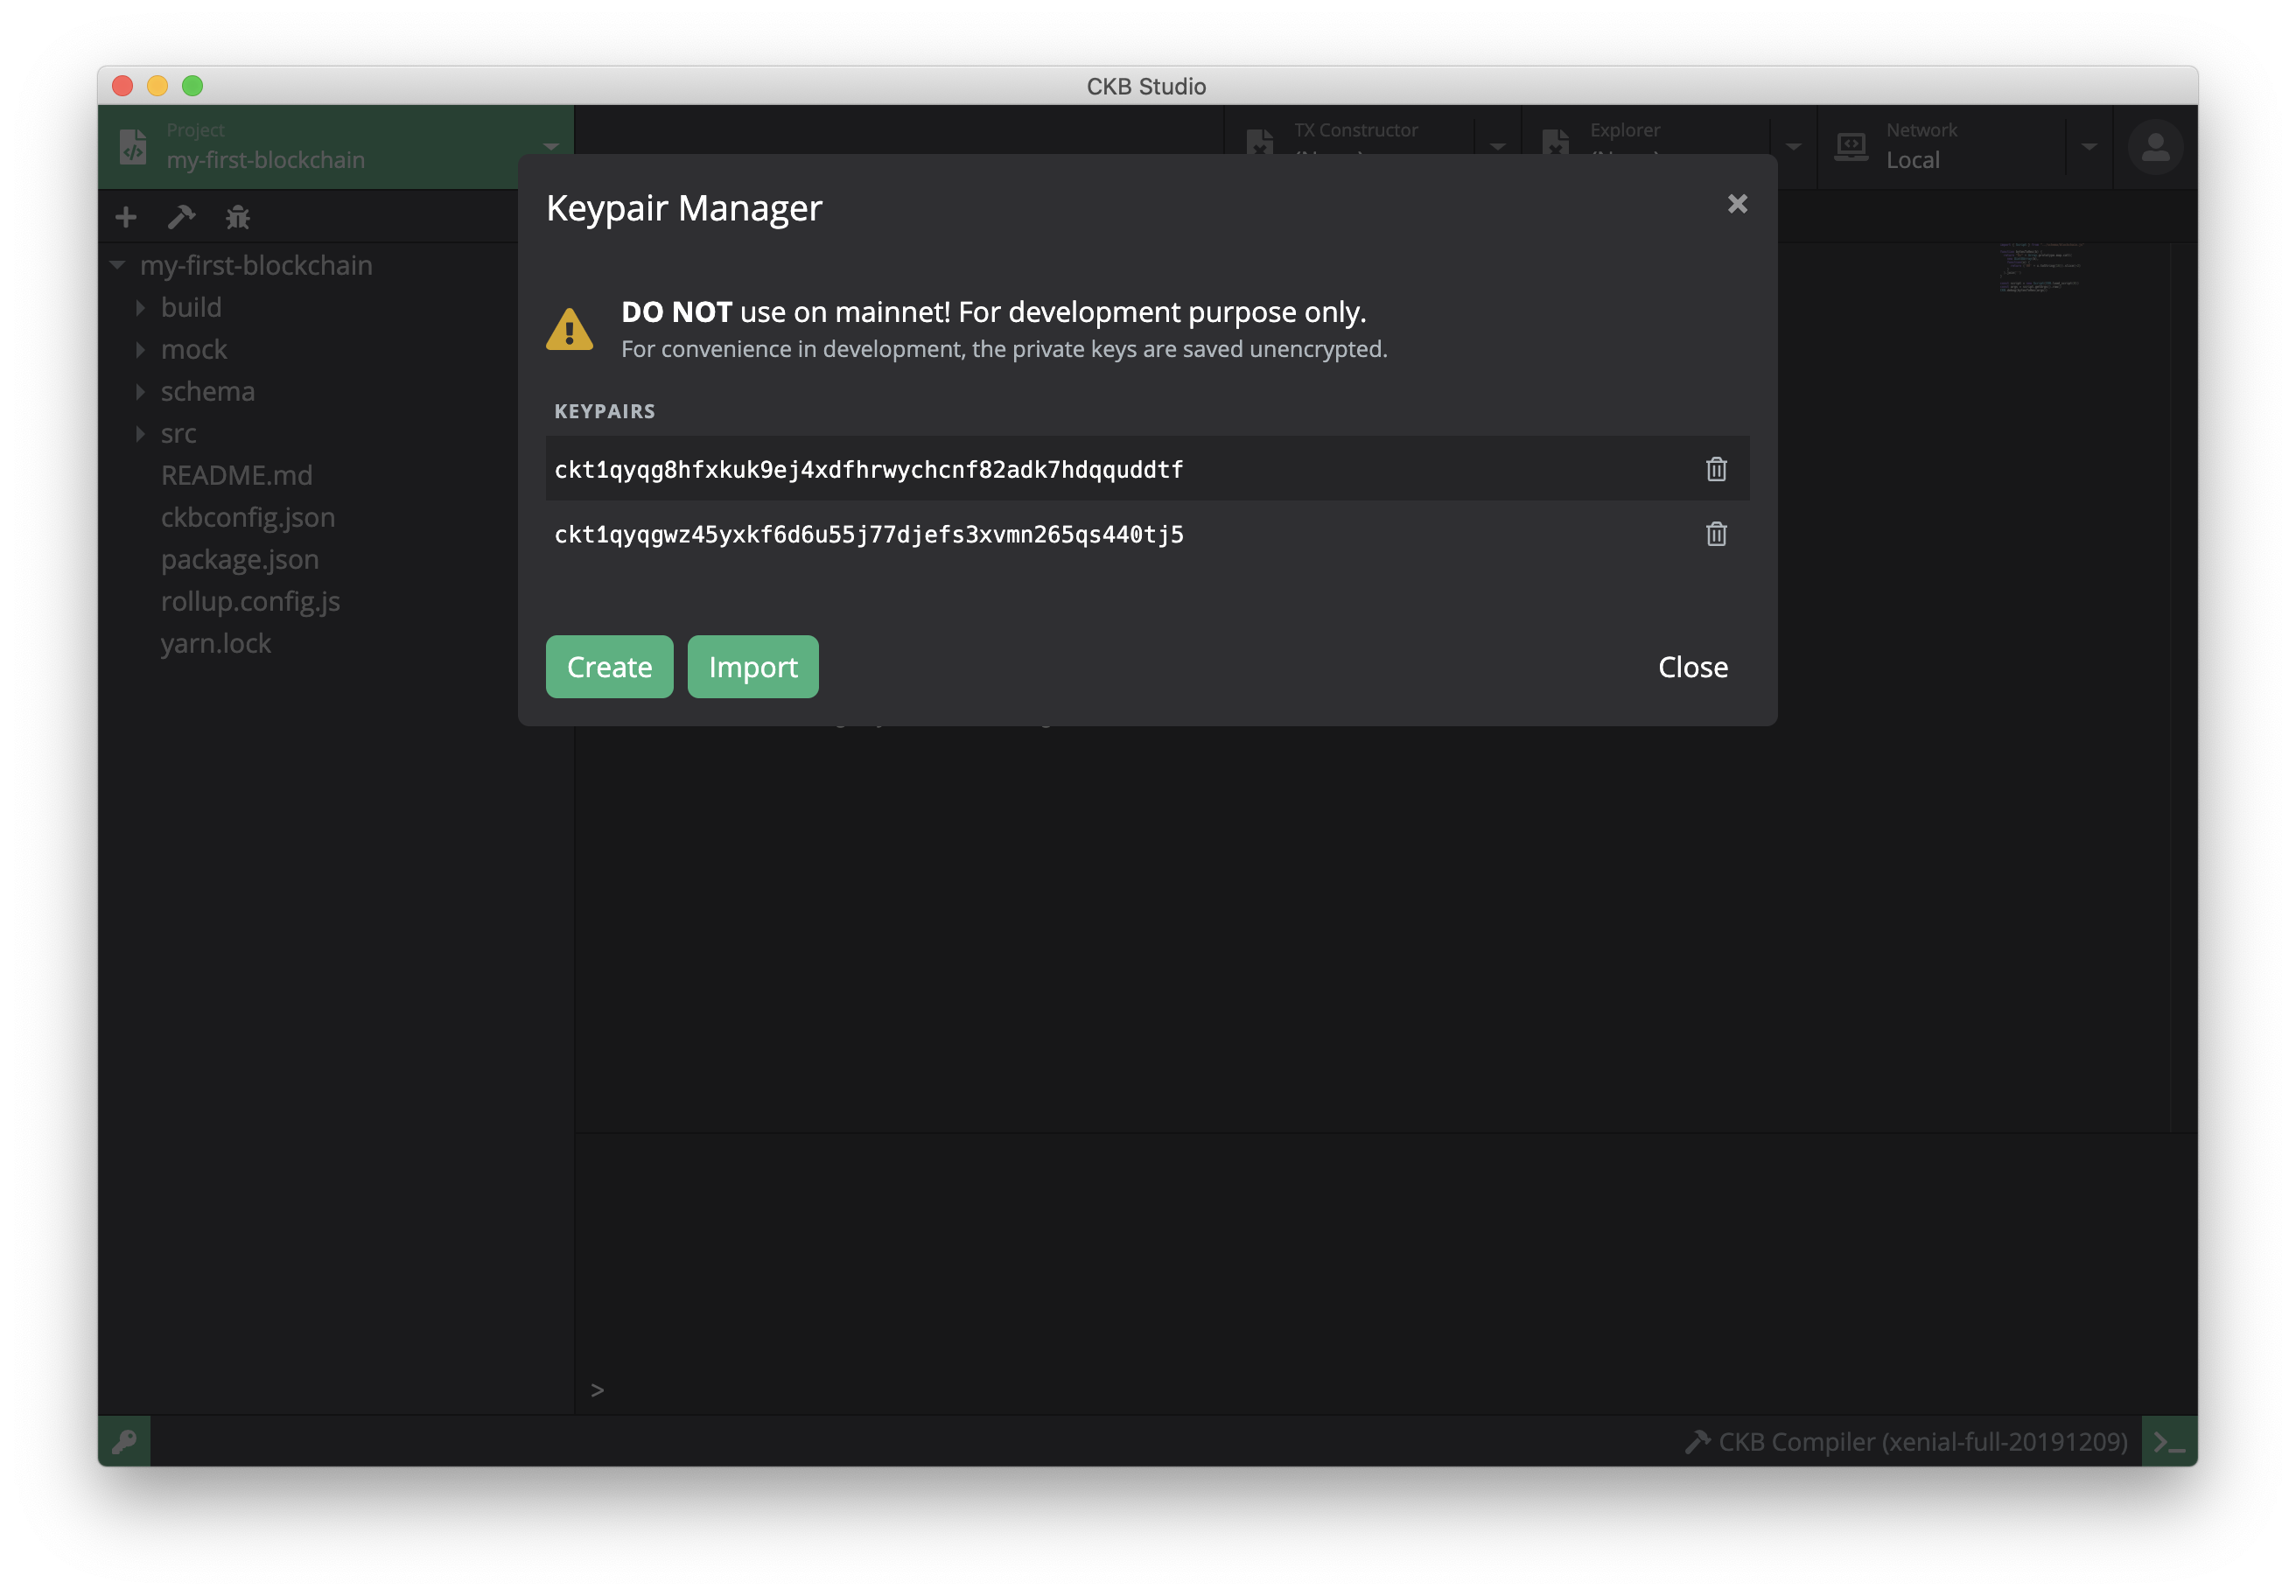 CKB Studio
Project
my-first-blockchain
TX Constructor
Explorer
Network
Local
my-first-blockchain
build
mock
schema
src
README.md
ckbconfig.json
package.json
rollup.config.js
yarn.lock
Keypair Manager
DO NOT use on mainnet! For development purpose only.
For convenience in development, the private keys are saved unencrypted.
KEYPAIRS
ckt1qyqg8hfxkuk9ej4xdfhrwychcnf82adk7hdqquddtf
ckt1qyqgwz45yxkf6d6u55j77djefs3xvmn265qs440tj5
Create
Import
Close
>
CKB Compiler (xenial-full-20191209)